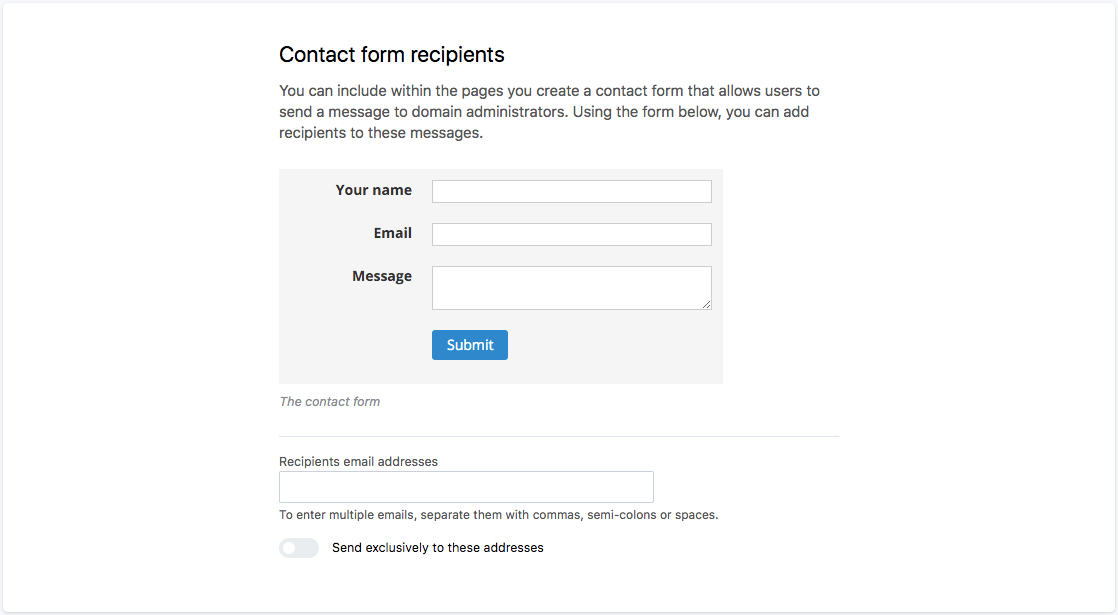 Contact form recipients
You can include within the pages you create a contact form that allows users to
send a message to domain administrators. Using the form below, you can add
recipients to these messages.
Your name
Email
Message
Submit
The contact form
Recipients email addresses
To enter multiple emails, separate them with commas, semi-colons or spaces.
Send exclusively to these addresses